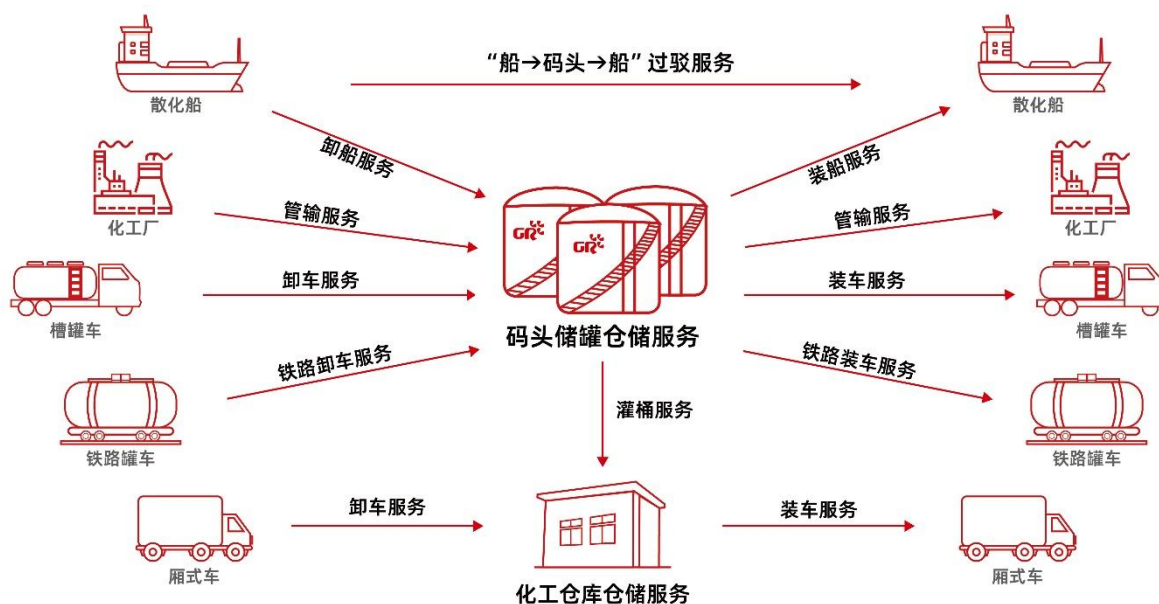 “船→码头→船”过驳服务
散化船
散化船
卸船服务
装船服务
化工厂
管输服务
GR
GR
管输服务
化工厂
槽罐车
卸车服务
装车服务
槽罐车
码头储罐仓储服务
铁路卸车服务
铁路装车服务
铁路罐车
灌桶服务
铁路罐车
卸车服务
装车服务
厢式车
化工仓库仓储服务
厢式车